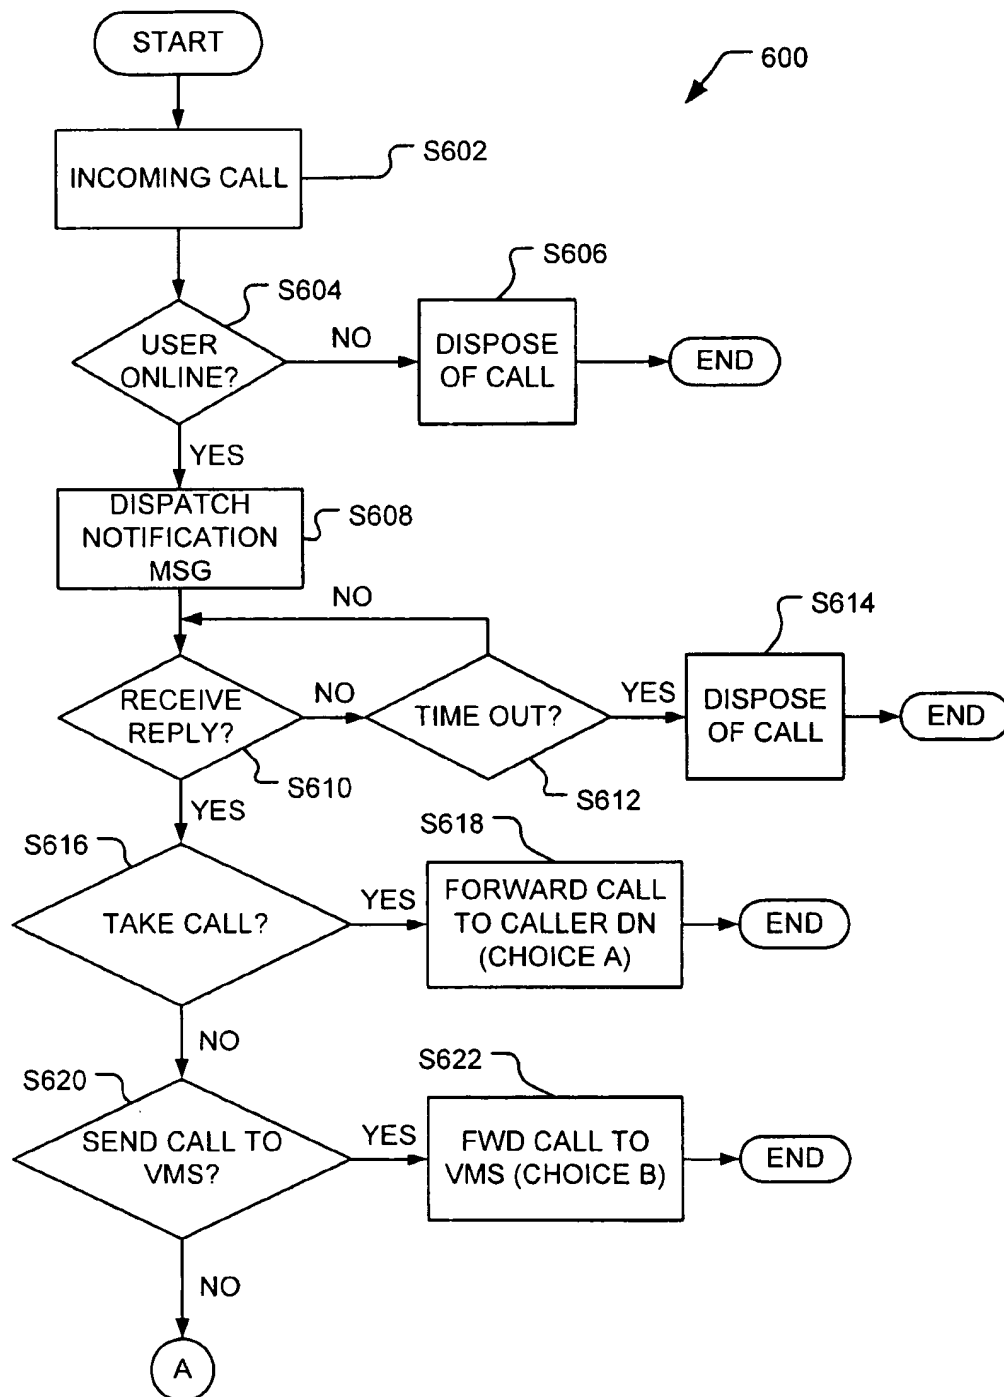 START
600
INCOMING CALL
S602
S604
S606
USER
ONLINE?
NO
DISPOSE
OF CALL
END
YES
DISPATCH
NOTIFICATION
MSG
S608
NO
S614
RECEIVE
REPLY?
NO
TIME OUT?
YES
DISPOSE
OF CALL
END
S610
S612
YES
S616
S618
TAKE CALL?
YES
FORWARD CALL
TO CALLER DN
(CHOICE A)
END
NO
S620
S622
SEND CALL TO
VMS?
YES
FWD CALL TO
VMS (CHOICE B)
END
NO
A